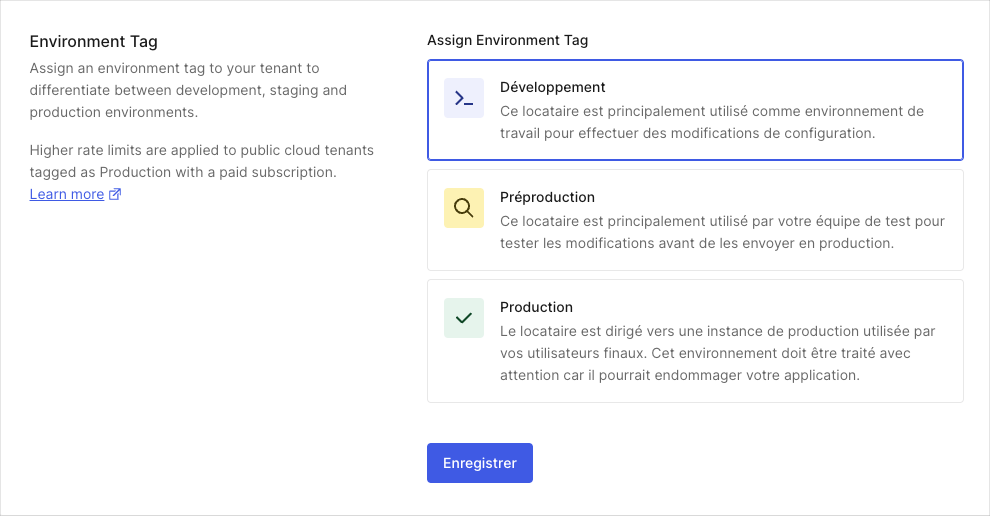 Environment Tag
Assign an environment tag to your tenant to
differentiate between development, staging and
production environments.
Higher rate limits are applied to public cloud tenants
tagged as Production with a paid subscription.
Learn more
Assign Environment Tag
Développement
Ce locataire est principalement utilisé comme environnement de
travail pour effectuer des modifications de configuration.
Préproduction
Ce locataire est principalement utilisé par votre équipe de test pour
tester les modifications avant de les envoyer en production.
Production
Le locataire est dirigé vers une instance de production utilisée par
vos utilisateurs finaux. Cet environnement doit être traité avec
attention car il pourrait endommager votre application.
Enregistrer